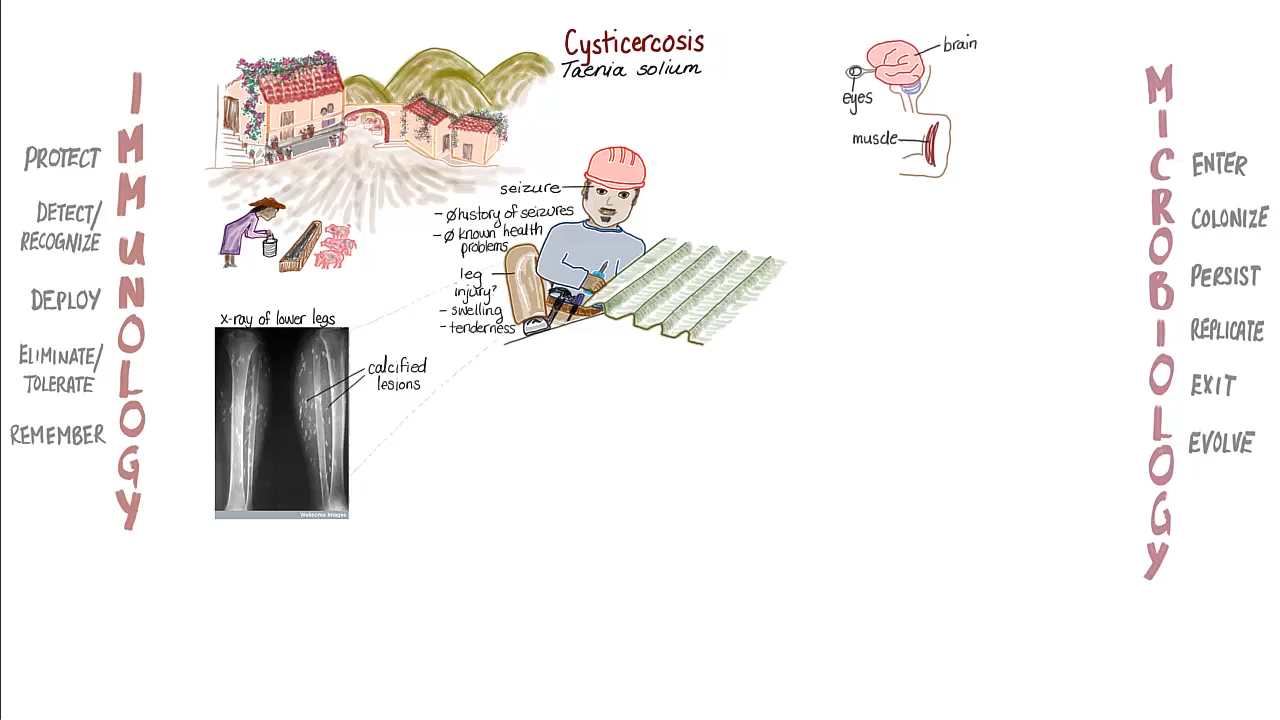 Cysticercosis
Taenia solium
IMMUNOLOGY
PROTECT
DETECT/
RECOGNIZE
DEPLOY
ELIMINATE/
TOLERATE
REMEMBER
seizure
- Ø history of seizures
- Ø known health
problems
leg
injury?
- swelling
- tenderness
x-ray of lower legs
calcified
lesions
Wellcome Images
brain
eyes
muscle
MICROBIOLOGY
ENTER
COLONIZE
PERSIST
REPLICATE
EXIT
EVOLVE